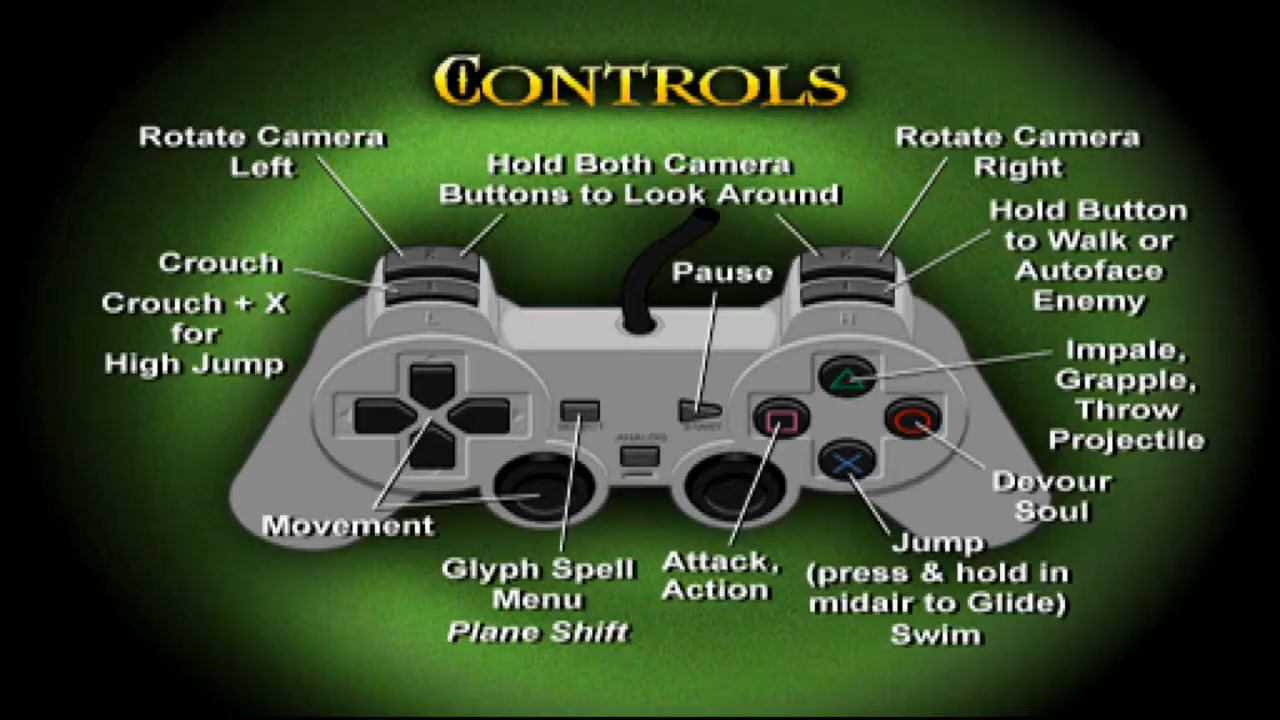 CONTROLS
Rotate Camera
Left
Hold Both Camera
Buttons to Look Around
Rotate Camera
Right
Hold Button
to Walk or
Autoface
Enemy
Crouch
Crouch + X
for
High Jump
Pause
Impale,
Grapple,
Throw
Projectile
Devour
Soul
Movement
Glyph Spell
Menu
Plane Shift
Attack,
Action
Jump
(press & hold in
midair to Glide)
Swim
ANALOG
START